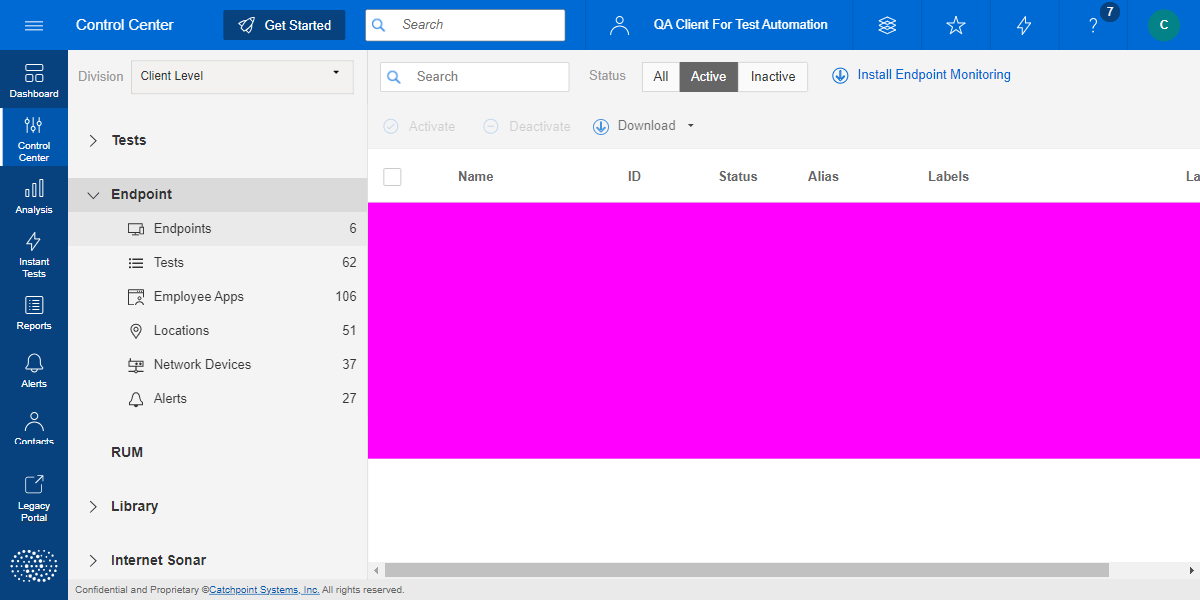 Control Center
Get Started
Search
QA Client For Test Automation
7
?
C
Dashboard
Control
Center
Analysis
Instant
Tests
Reports
Alerts
Contacts
Legacy
Portal
Division
Client Level
Tests
Endpoint
Endpoints 6
Tests 62
Employee Apps 106
Locations 51
Network Devices 37
Alerts 27
RUM
Library
Internet Sonar
Search
Status
All
Active
Inactive
Install Endpoint Monitoring
Activate
Deactivate
Download
Name ID Status Alias Labels La
Confidential and Proprietary ©Catchpoint Systems, Inc. All rights reserved.